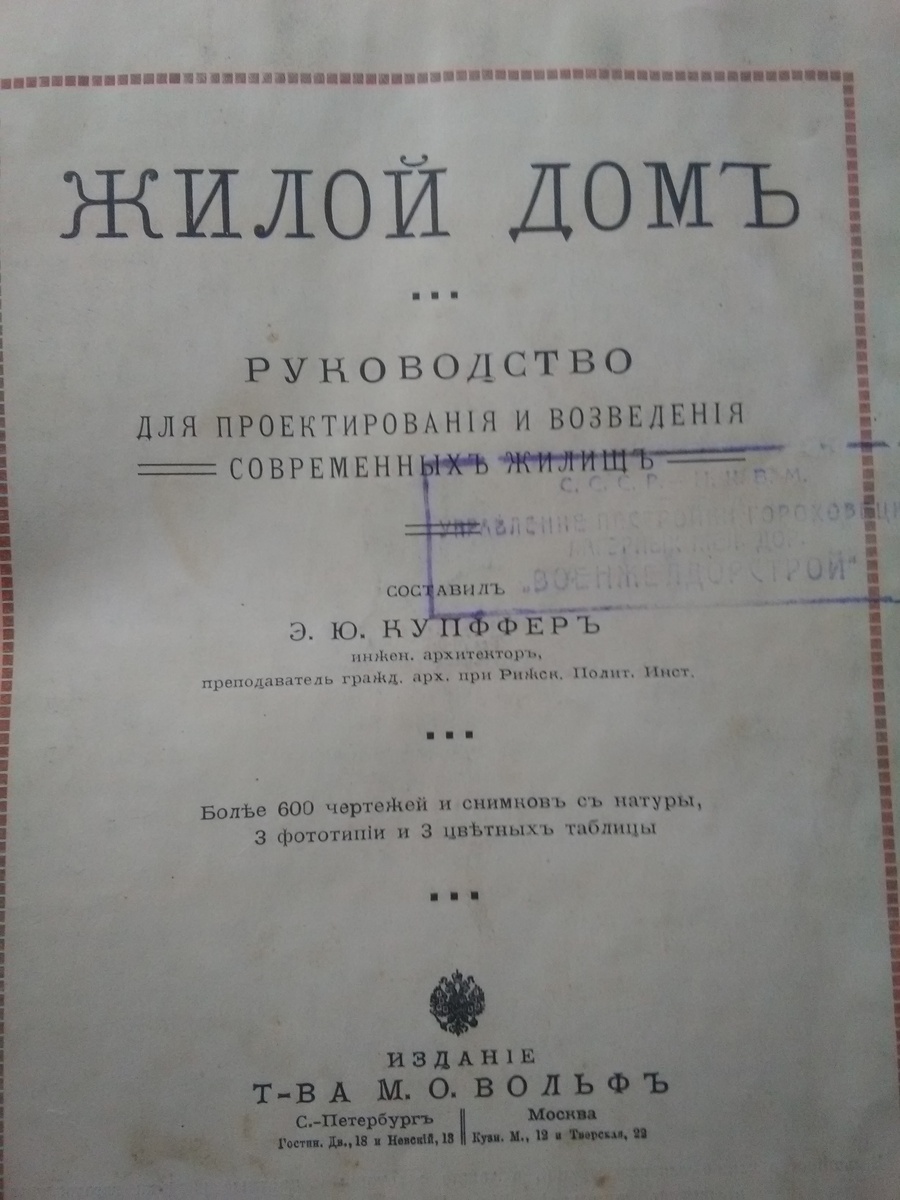 ЖИЛОЙ ДОМЪ
РУКОВОДСТВО
ДЛЯ ПРОЕКТИРОВАНІЯ И ВОЗВЕДЕНІЯ
СОВРЕМЕННЫХЪ ЖИЛИЩЪ
С.С.С.Р.
УПРАВЛЕНИЕ ГОРОХОВЕЦК
"ВОЕНЖЕЛДОРСТРОЙ"
СОСТАВИЛЪ
Э. Ю. КУПФФЕРЪ
инжен. архитекторъ,
преподаватель гражд. арх. при Рижск. Полит. Инст.
Болѣе 600 чертежей и снимковъ съ натуры,
3 фототипіи и 3 цвѣтныхъ таблицы
ИЗДАНІЕ
Т-ВА М. О. ВОЛЬФЪ
С.-Петербургъ
Гостин. Дв., 18 и Невскій, 13
Москва
Кузн. М., 12 и Тверская, 22